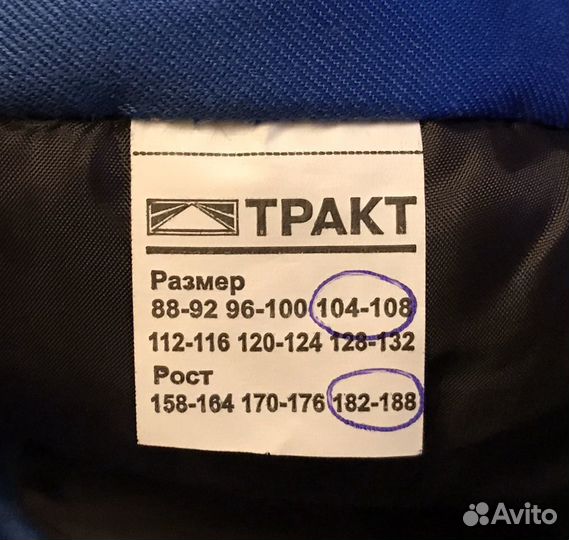 ТРАКТ
Размер
88-92 96-100 104-108
112-116 120-124 128-132
Рост
158-164 170-176 182-188
Avito